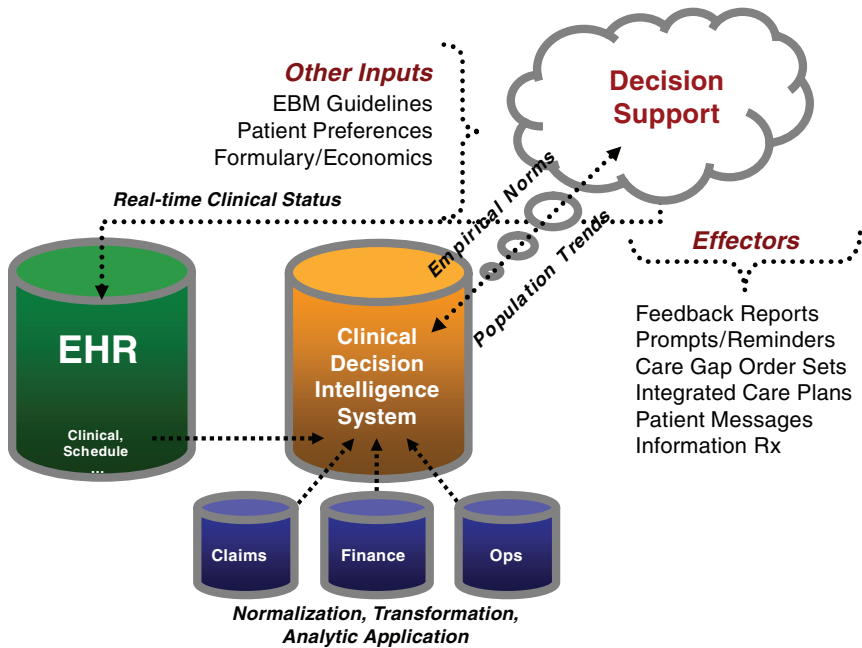 Other Inputs
EBM Guidelines
Patient Preferences
Formulary/Economics
Decision
Support
Real-time Clinical Status
Empirical Norms
Population Trends
Effectors
Feedback Reports
Prompts/Reminders
Care Gap Order Sets
Integrated Care Plans
Patient Messages
Information Rx
EHR
Clinical,
Schedule
...
Clinical
Decision
Intelligence
System
Claims
Finance
Ops
Normalization, Transformation,
Analytic Application